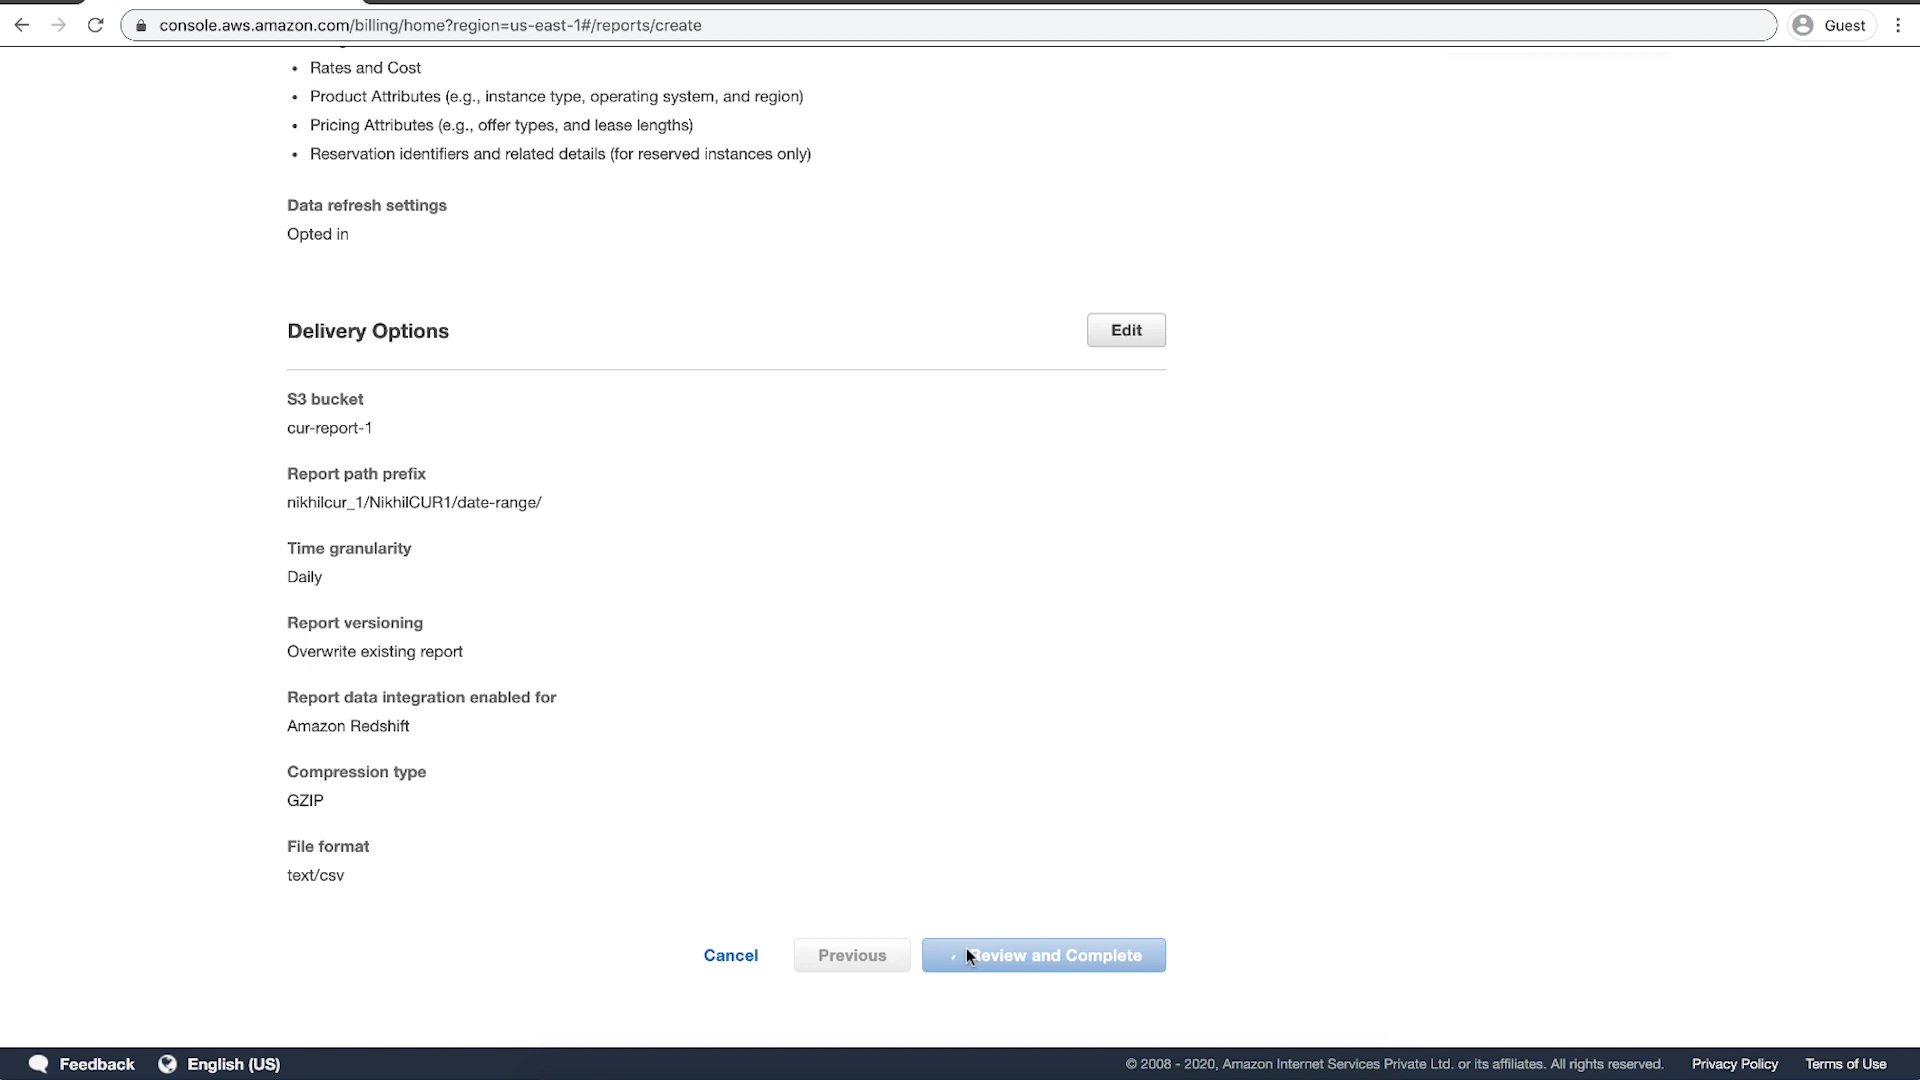 console.aws.amazon.com/billing/home?region=us-east-1#/reports/create
Guest
• Rates and Cost
• Product Attributes (e.g., instance type, operating system, and region)
• Pricing Attributes (e.g., offer types, and lease lengths)
• Reservation identifiers and related details (for reserved instances only)
Data refresh settings
Opted in
Delivery Options
Edit
S3 bucket
cur-report-1
Report path prefix
nikhilcur_1/NikhilCUR1/date-range/
Time granularity
Daily
Report versioning
Overwrite existing report
Report data integration enabled for
Amazon Redshift
Compression type
GZIP
File format
text/csv
Cancel
Previous
Review and Complete
Feedback
English (US)
© 2008 - 2020, Amazon Internet Services Private Ltd. or its affiliates. All rights reserved.
Privacy Policy
Terms of Use